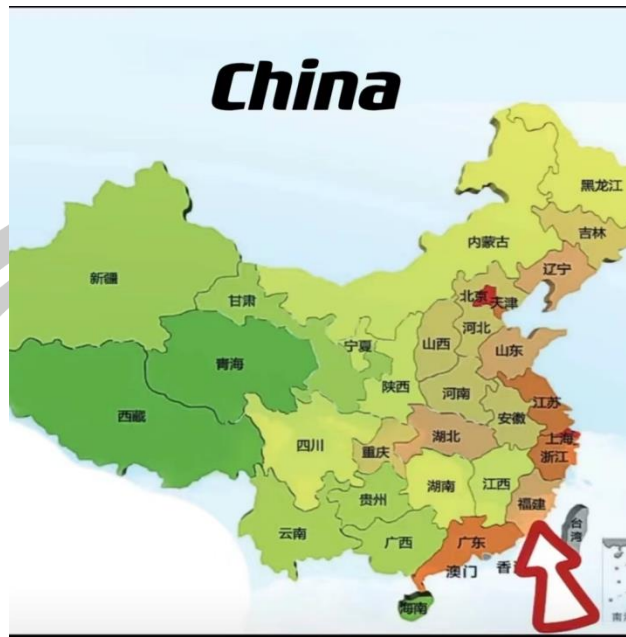 China
黑龙江
吉林
内蒙古
辽宁
新疆
北京
天津
甘肃
河北
宁夏
山西
山东
青海
陕西
河南
江苏
西藏
安徽
上海
四川
重庆
湖北
浙江
湖南
江西
贵州
福建
云南
广西
广东
台湾
澳门
香
海南